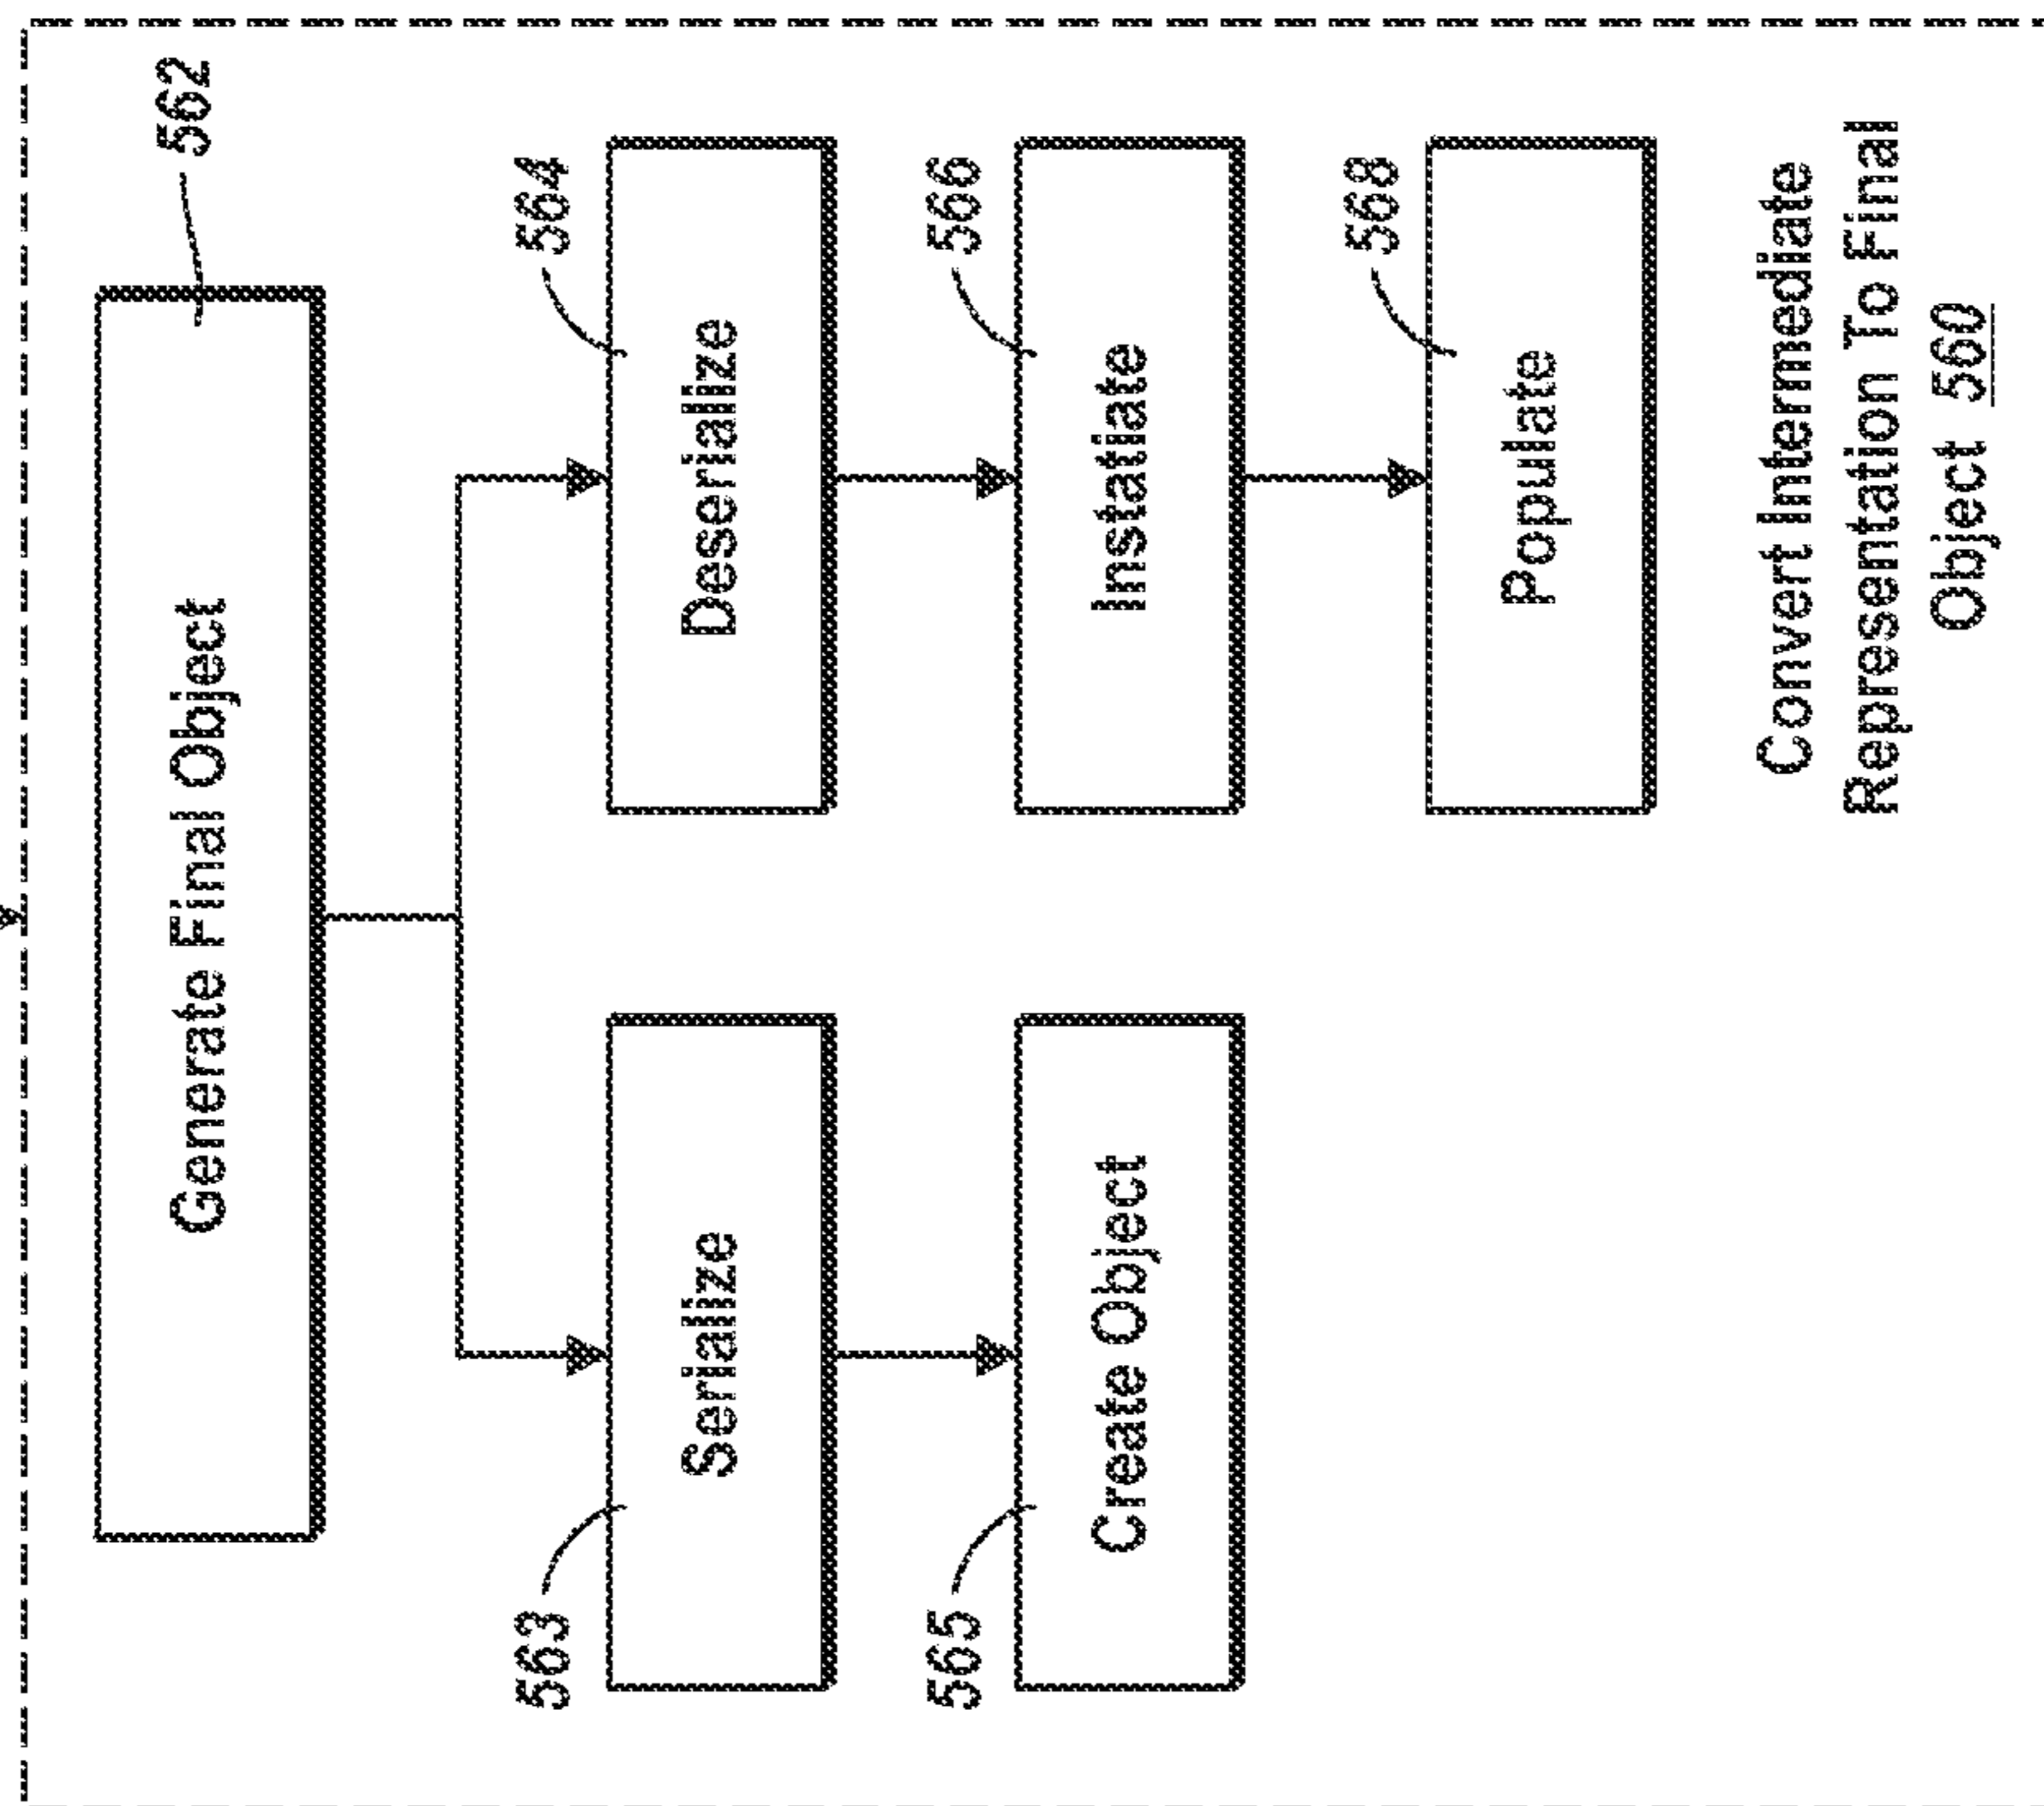 562
Generate Final Object
563
564
Serialize
Deserialize
565
566
Create Object
Instatiate
568
Populate
Convert Intermediate
Representation To Final
Object 560